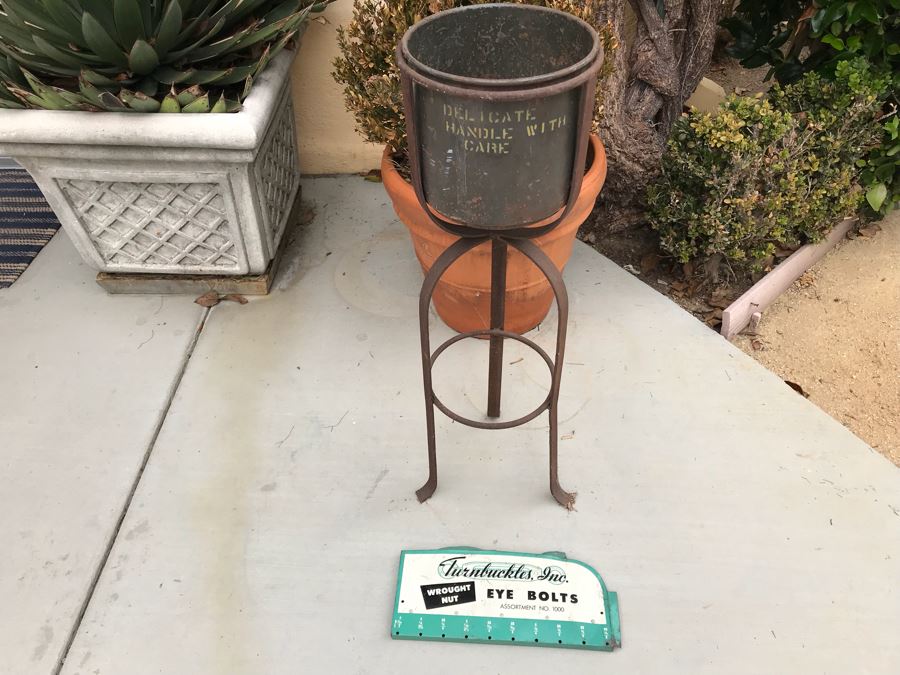 DELICATE
HANDLE WITH
CARE
Turnbuckles, Inc.
WROUGHT
NUT
EYE BOLTS
ASSORTMENT NO. 1000